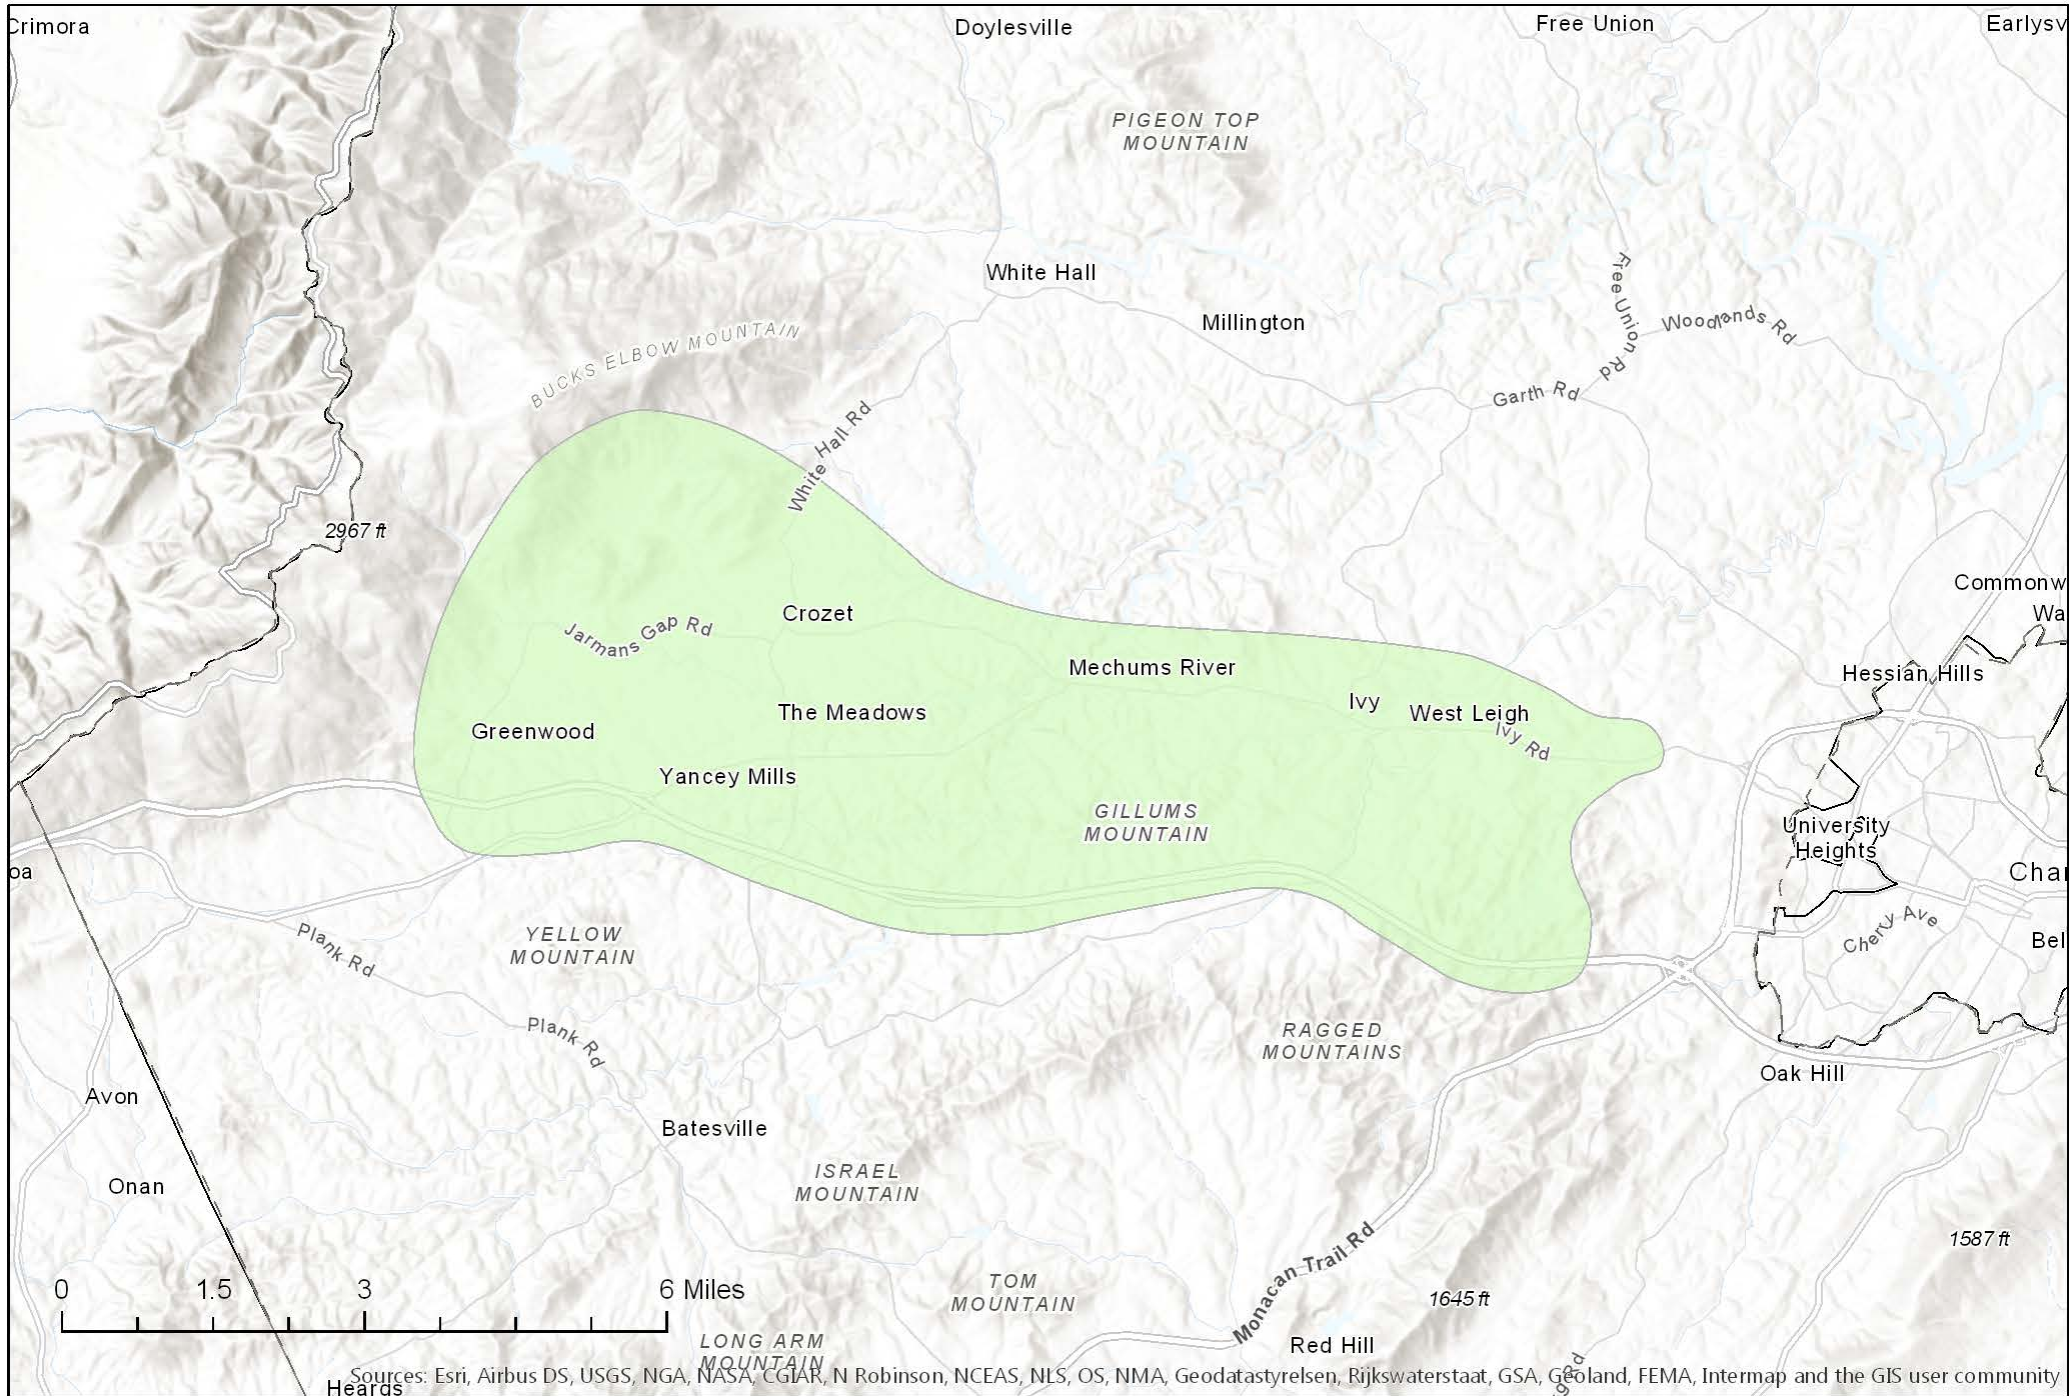 Crimora
Doylesville
Free Union
Earlysv
PIGEON TOP
MOUNTAIN
White Hall
Millington
Free Union Rd
Woodlands Rd
BUCKS ELBOW MOUNTAIN
Garth Rd
White Hall Rd
2967 ft
Commonw
Wa
Crozet
Jarmans Gap Rd
Mechums River
Hessian Hills
Ivy
West Leigh
The Meadows
Greenwood
Ivy Rd
Yancey Mills
GILLUMS
MOUNTAIN
University
Heights
oa
Char
YELLOW
MOUNTAIN
Plank Rd
Cherry Ave
Bel
Plank Rd
RAGGED
MOUNTAINS
Oak Hill
Avon
Batesville
ISRAEL
MOUNTAIN
Onan
1587 ft
Monacan Trail Rd
0 1.5 3 6 Miles
TOM
MOUNTAIN
1645 ft
LONG ARM
MOUNTAIN
Red Hill
g Rd
Heards
Sources: Esri, Airbus DS, USGS, NGA, NASA, CGIAR, N Robinson, NCEAS, NLS, OS, NMA, Geodatastyrelsen, Rijkswaterstaat, GSA, Geoland, FEMA, Intermap and the GIS user community